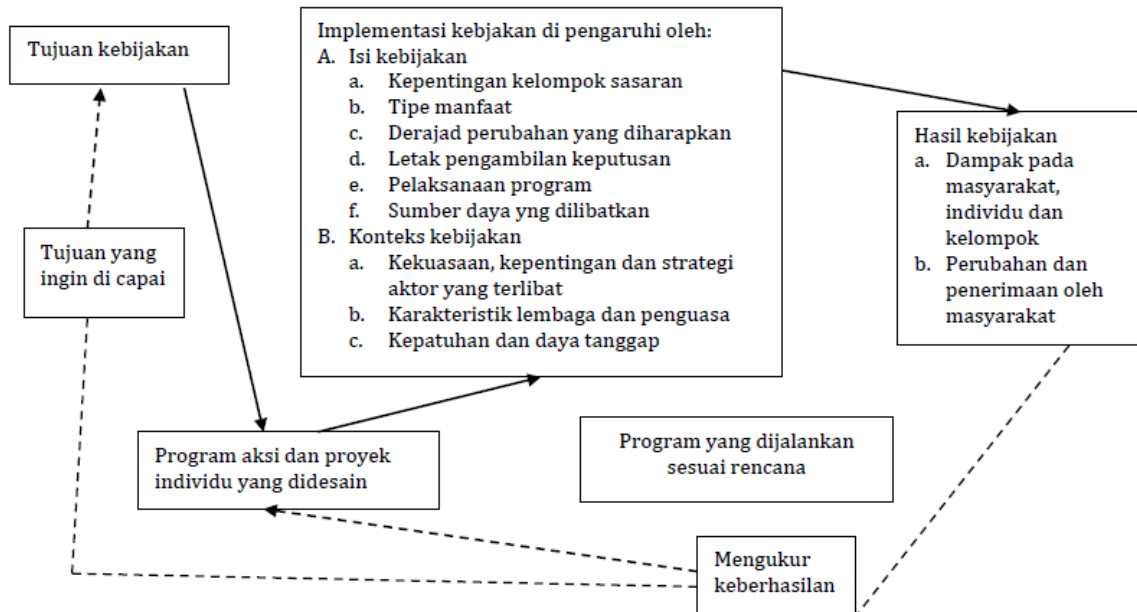 Tujuan kebijakan
Implementasi kebjakan di pengaruhi oleh:
A. Isi kebijakan
a. Kepentingan kelompok sasaran
b. Tipe manfaat
c. Derajad perubahan yang diharapkan
d. Letak pengambilan keputusan
e. Pelaksanaan program
f. Sumber daya yng dilibatkan
B. Konteks kebijakan
a. Kekuasaan, kepentingan dan strategi
aktor yang terlibat
b. Karakteristik lembaga dan penguasa
c. Kepatuhan dan daya tanggap
Hasil kebijakan
a. Dampak pada
masyarakat,
individu dan
kelompok
b. Perubahan dan
penerimaan oleh
masyarakat
Tujuan yang
ingin di capai
Program aksi dan proyek
individu yang didesain
Program yang dijalankan
sesuai rencana
Mengukur
keberhasilan